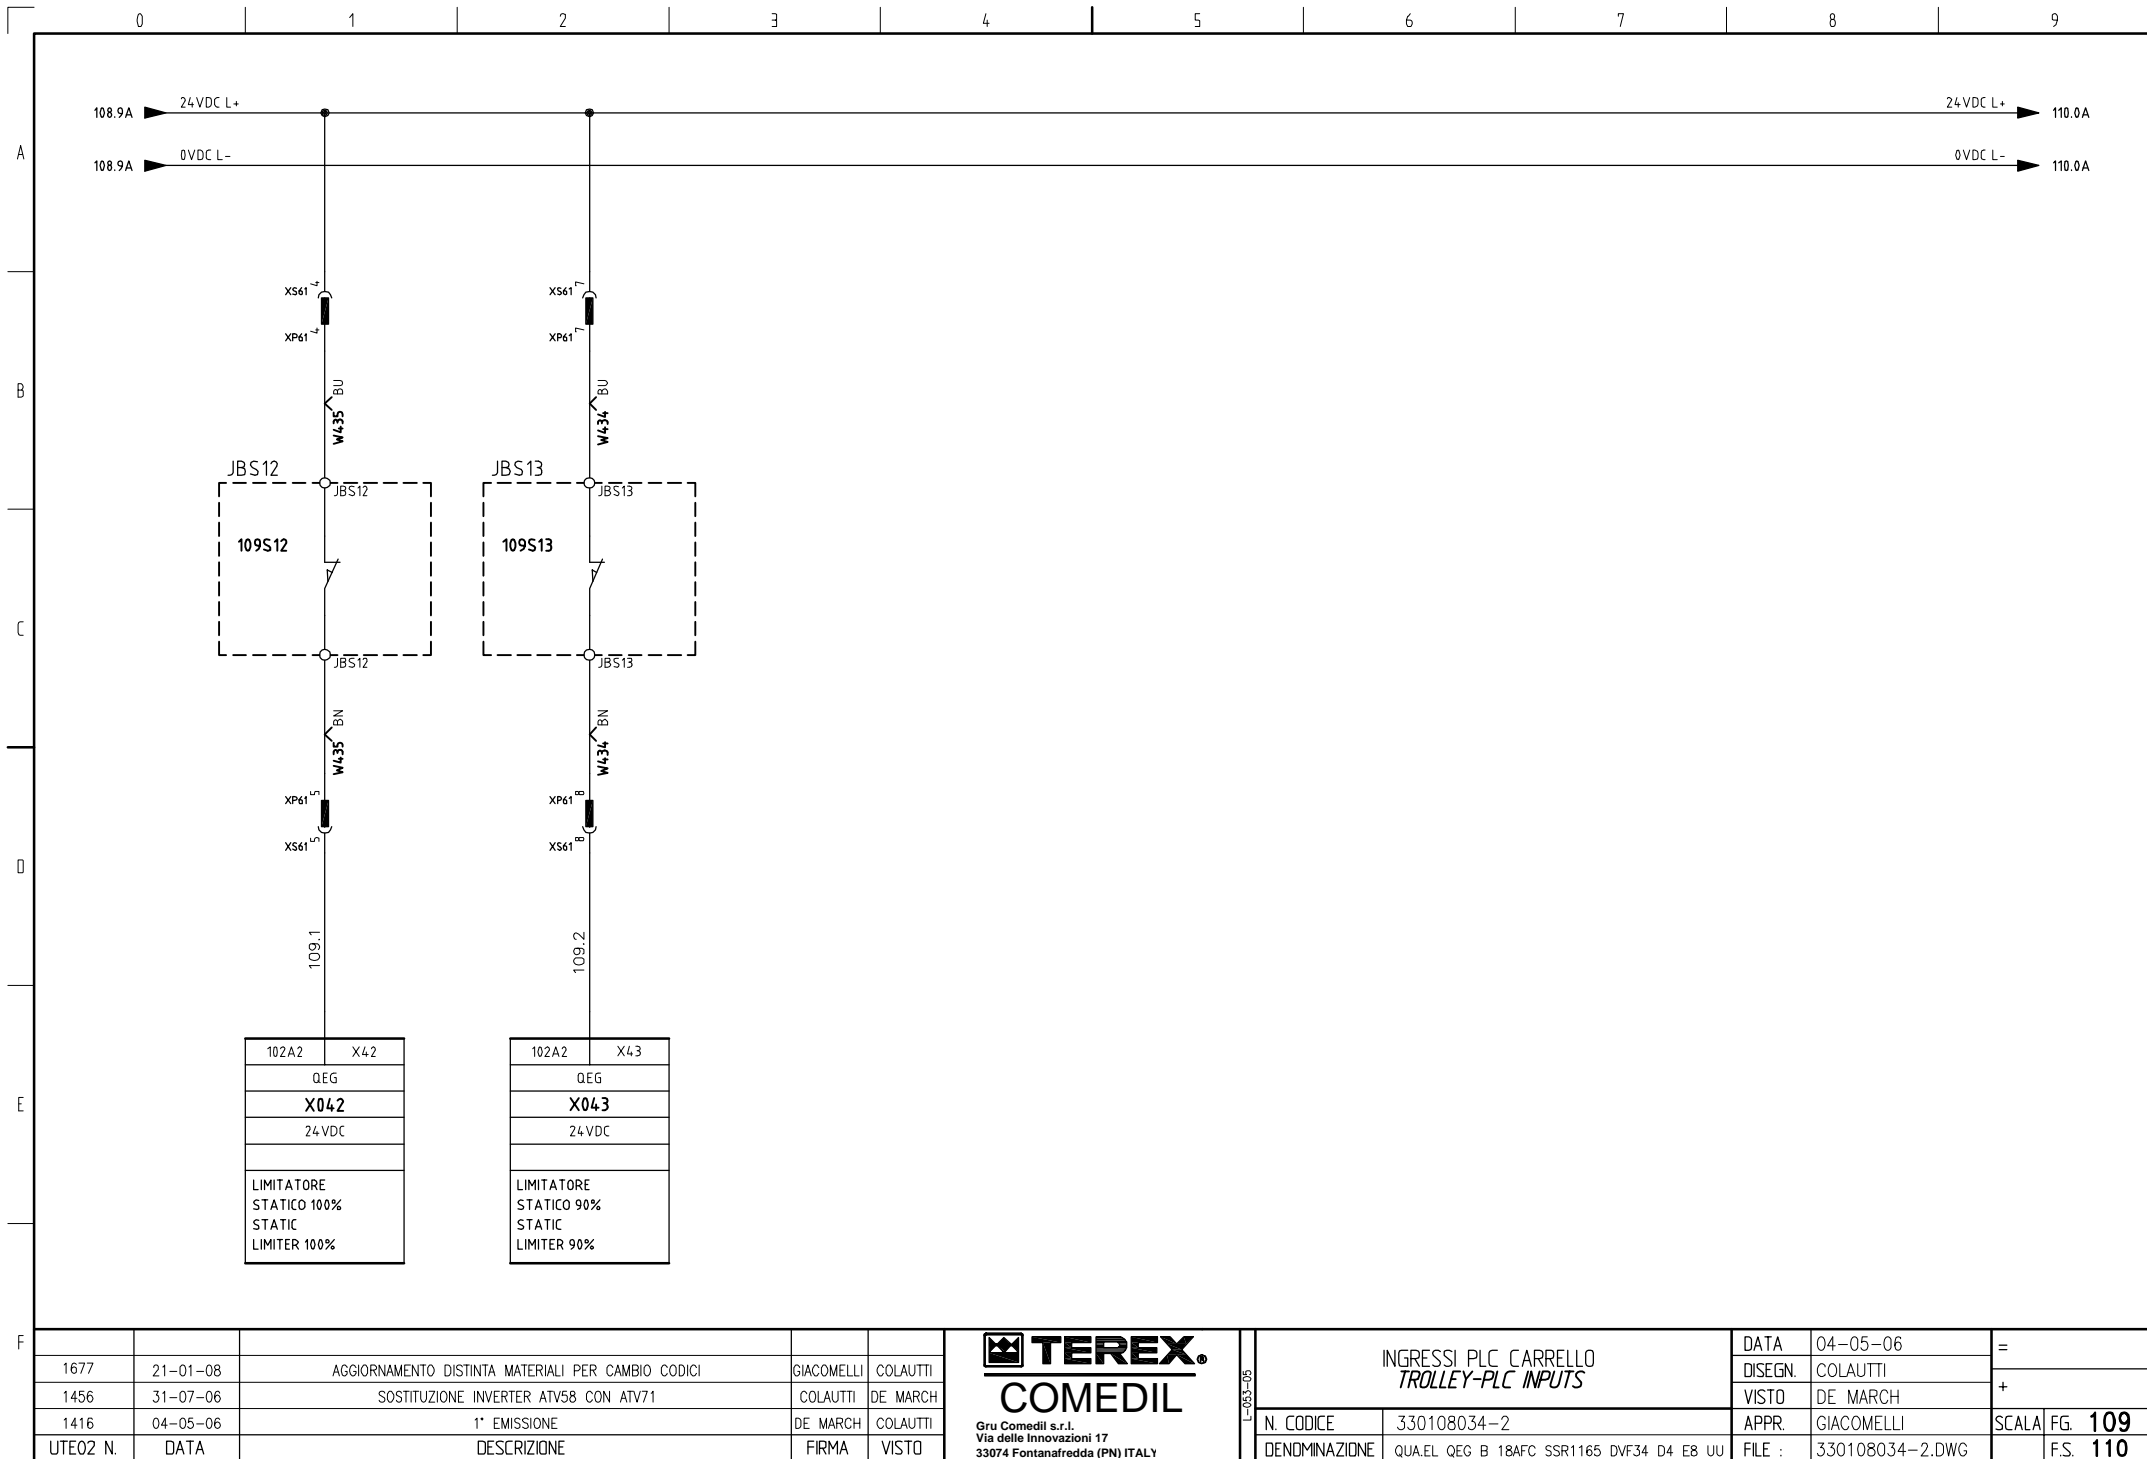 0 1 2 3 4 5 6 7 8 9
24VDC L+ 24VDC L+
108.9A 110.0A
A
0VDC L- 0VDC L-
108.9A 110.0A
XS61 4 XS61 7
XP61 4 XP61 7
B
BU BU
W435 W434
JBS12 JBS13
JBS12 JBS13
109S12 109S13
C
JBS12 JBS13
BN BN
W435 W434
XP61 5 XP61 8
XS61 5 XS61 8
D
109.1 109.2
102A2 X42 102A2 X43
QEG QEG
E
X042 X043
24VDC 24VDC
LIMITATORE LIMITATORE
STATICO 100% STATICO 90%
STATIC STATIC
LIMITER 100% LIMITER 90%
F
1677 21-01-08 AGGIORNAMENTO DISTINTA MATERIALI PER CAMBIO CODICI GIACOMELLI COLAUTTI
1456 31-07-06 SOSTITUZIONE INVERTER ATV58 CON ATV71 COLAUTTI DE MARCH
1416 04-05-06 1° EMISSIONE DE MARCH COLAUTTI
UTE02 N. DATA DESCRIZIONE FIRMA VISTO
TEREX®
COMEDIL
Gru Comedil s.r.l.
Via delle Innovazioni 17
33074 Fontanafredda (PN) ITALY
L-053-05
INGRESSI PLC CARRELLO
TROLLEY-PLC INPUTS
N. CODICE 330108034-2
DENOMINAZIONE QUA.EL QEG B 18AFC SSR1165 DVF34 D4 E8 UU
DATA 04-05-06 =
DISEGN. COLAUTTI
VISTO DE MARCH +
APPR. GIACOMELLI SCALA FG. 109
FILE : 330108034-2.DWG F.S. 110